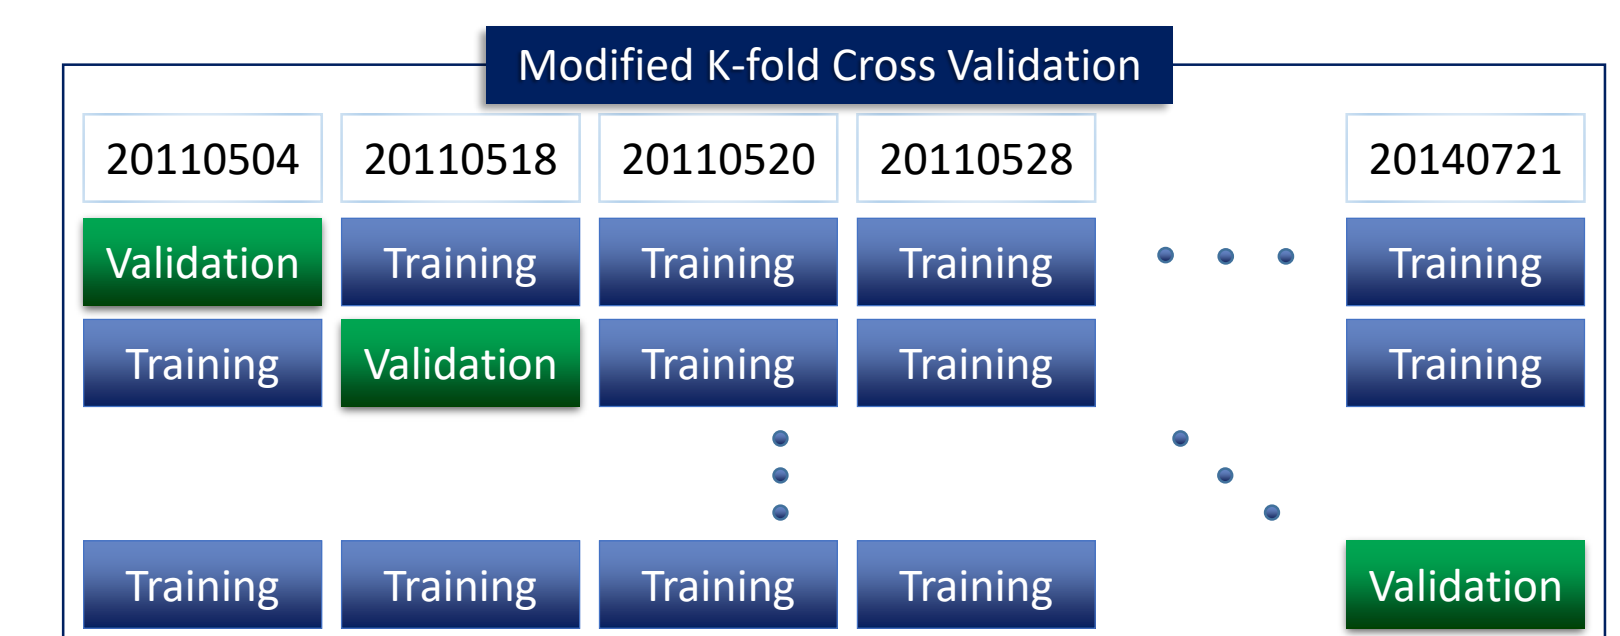 Modified K-fold Cross Validation
20110504 20110518 20110520 20110528 20140721
Validation Training Training Training Training
Training Validation Training Training Training
Training Training Training Training Validation